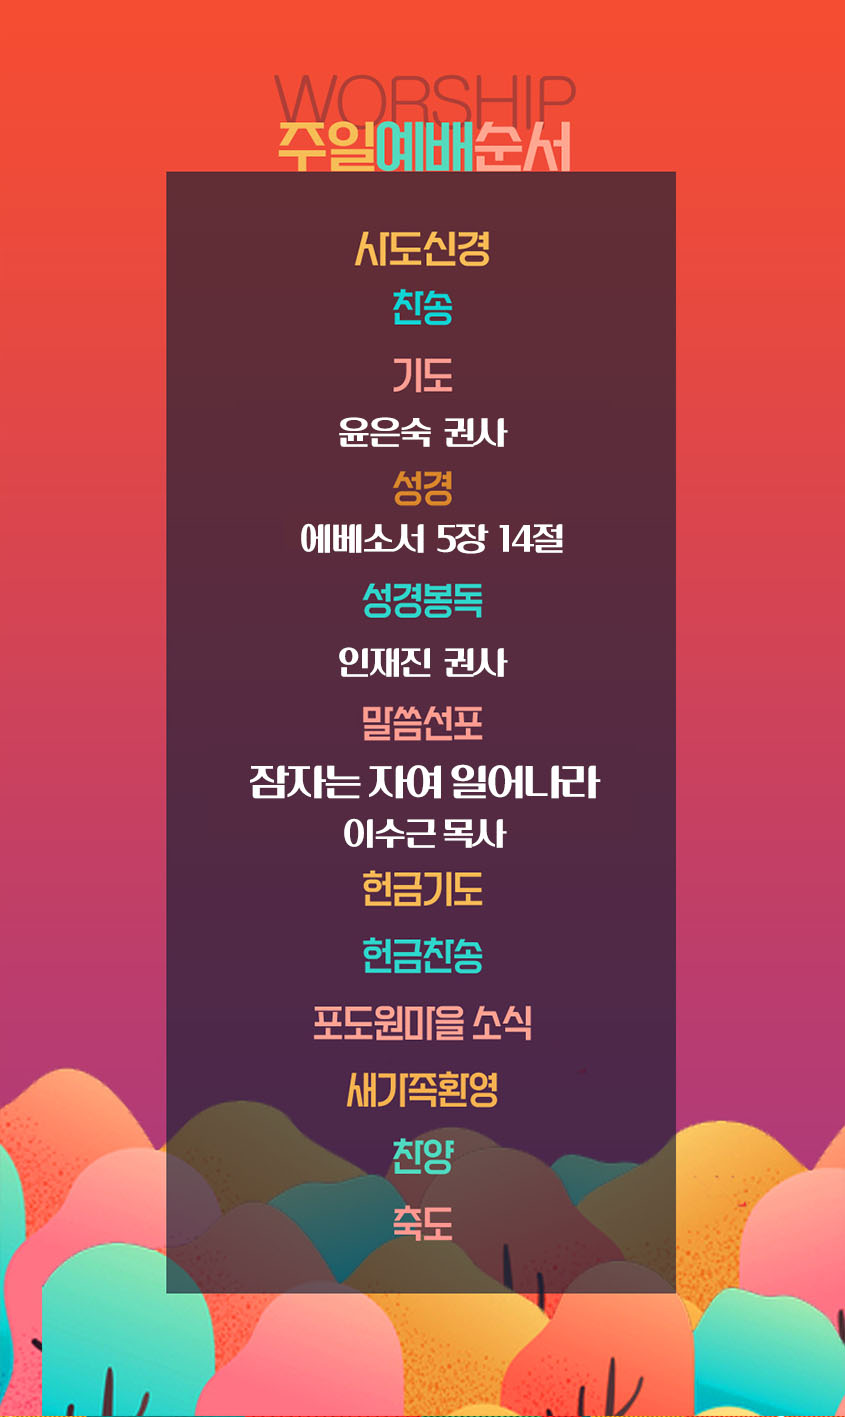 WORSHIP
주일예배순서
사도신경
찬송
기도
윤은숙 권사
성경
에베소서 5장 14절
성경봉독
인재진 권사
말씀선포
잠자는 자여 일어나라
이수근 목사
헌금기도
헌금찬송
포도원마을 소식
새가족환영
찬양
축도